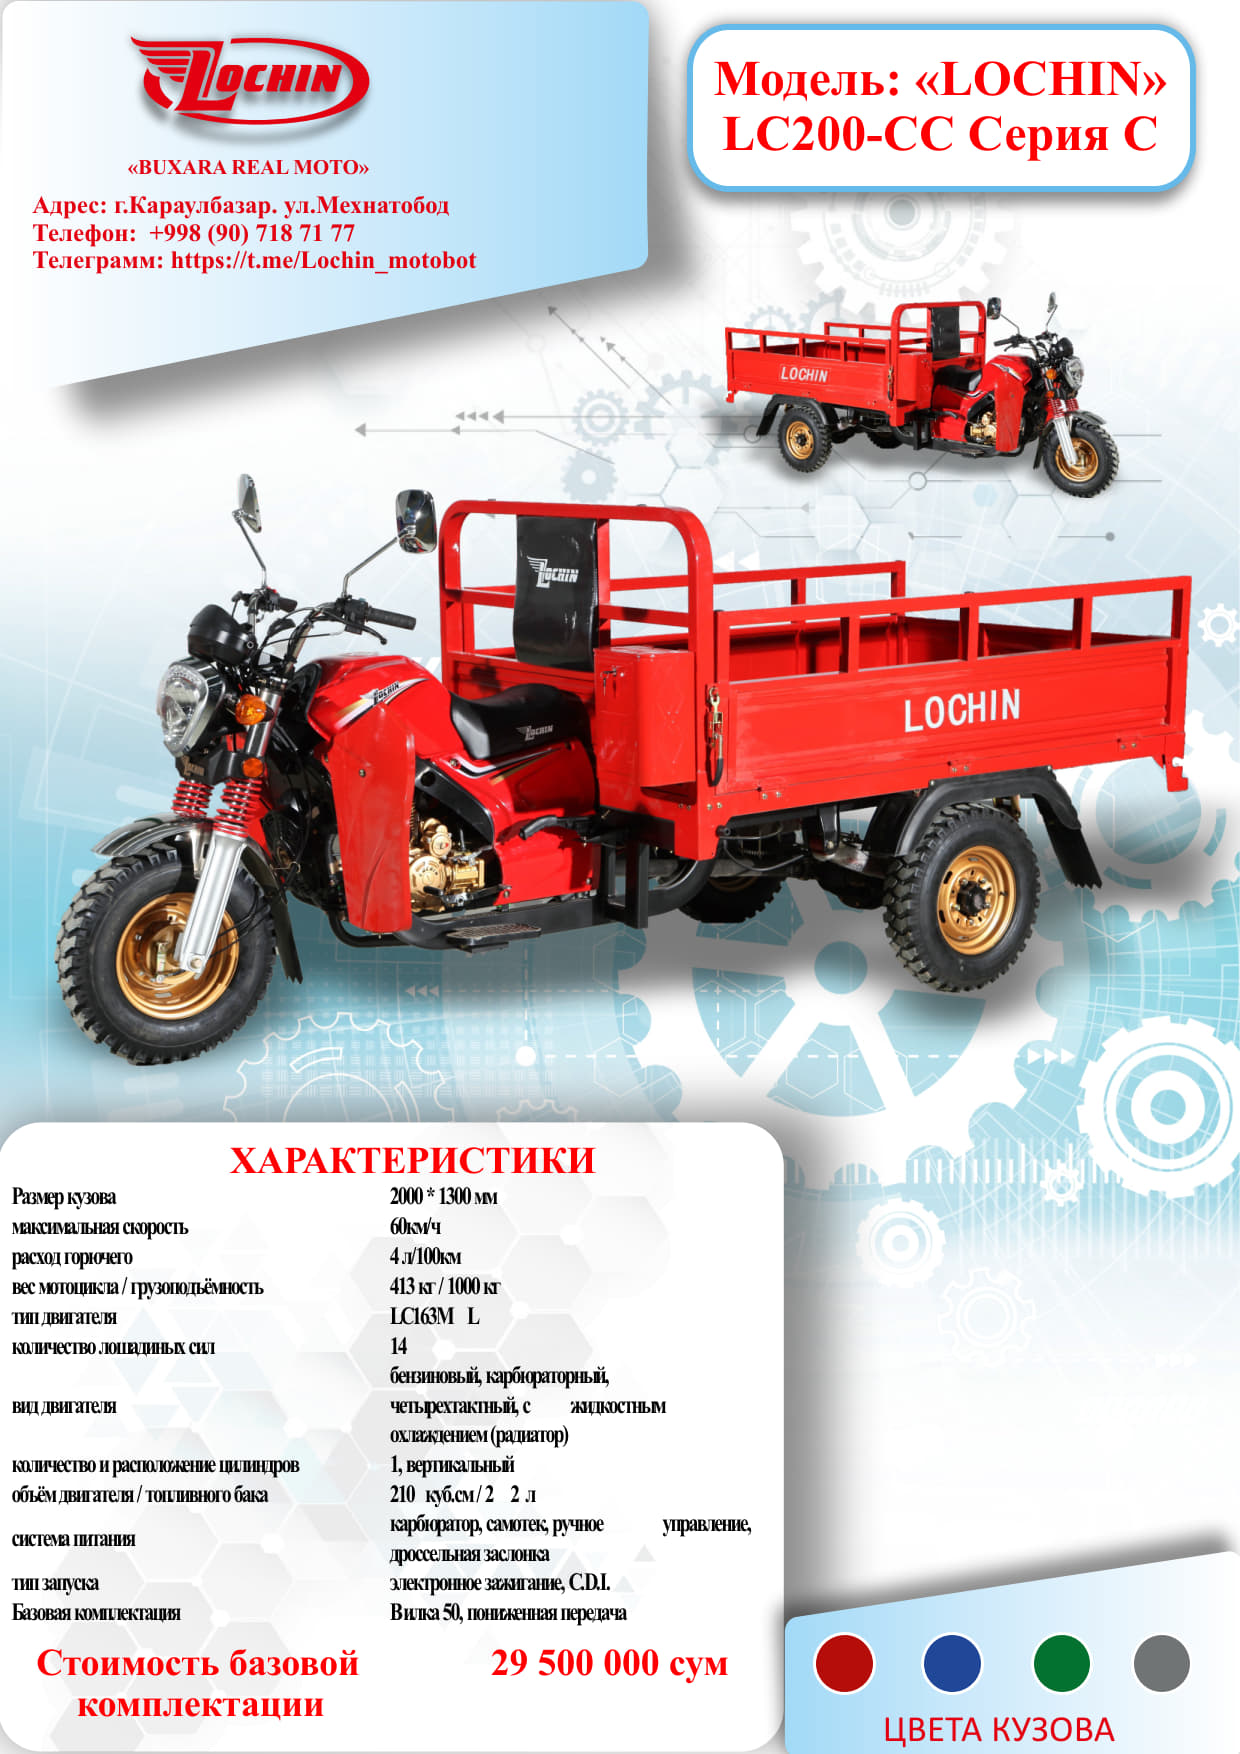 LOCHIN
«BUXARA REAL MOTO»
Адрес: г.Караулбазар. ул.Мехнатобод
Телефон: +998 (90) 718 71 77
Телеграмм: https://t.me/Lochin_motobot
Модель: «LOCHIN»
LC200-CC Серия С
LOCHIN
LOCHIN
LOCHIN
LOCHIN
LOCHIN
LOCHIN
ХАРАКТЕРИСТИКИ
Размер кузова 2000 * 1300 мм
максимальная скорость 60км/ч
расход горючего 4 л/100км
вес мотоцикла / грузоподъёмность 413 кг / 1000 кг
тип двигателя LC163M L
количество лошадиных сил 14
бензиновый, карбюраторный,
вид двигателя четырехтактный, с жидкостным
охлаждением (радиатор)
количество и расположение цилиндров 1, вертикальный
объём двигателя / топливного бака 210 куб.см / 2 2 л
карбюратор, самотек, ручное управление,
система питания
дроссельная заслонка
тип запуска электронное зажигание, C.D.I.
Базовая комплектация Вилка 50, пониженная передача
Стоимость базовой 29 500 000 сум
комплектации
ЦВЕТА КУЗОВА